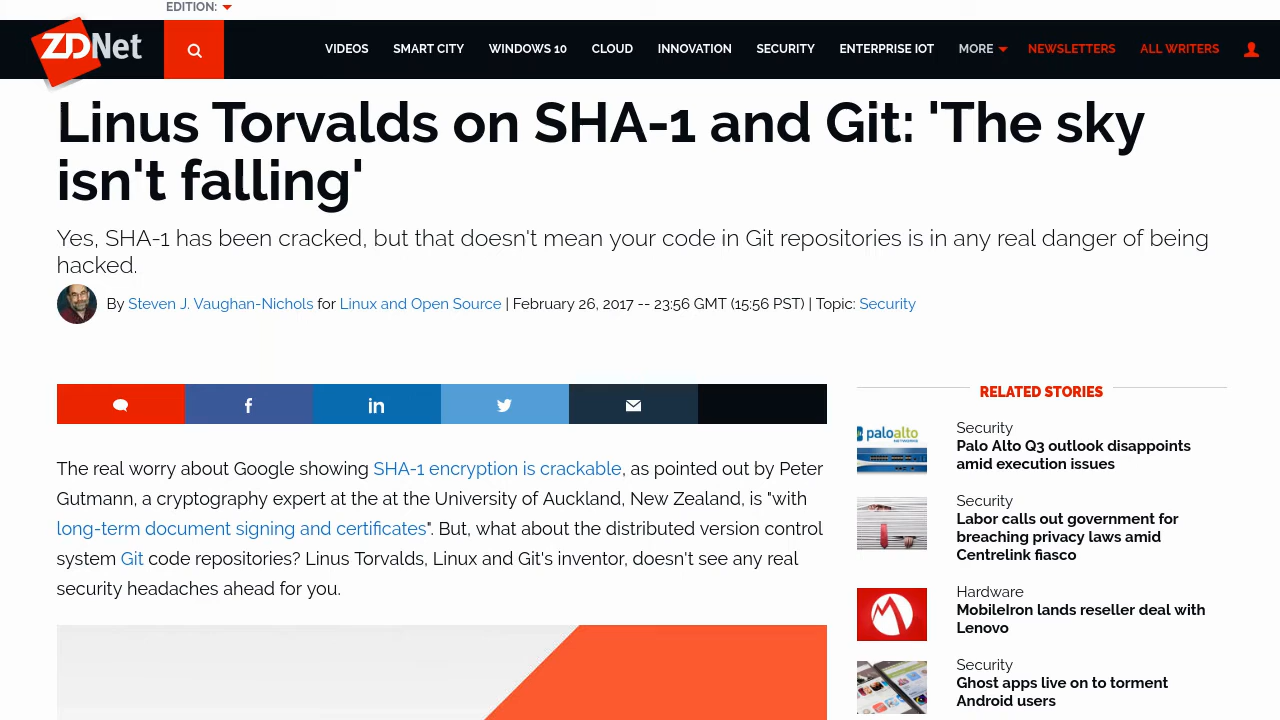 EDITION:
ZDNet
VIDEOS SMART CITY WINDOWS 10 CLOUD INNOVATION SECURITY ENTERPRISE IOT MORE NEWSLETTERS ALL WRITERS
Linus Torvalds on SHA-1 and Git: 'The sky
isn't falling'
Yes, SHA-1 has been cracked, but that doesn't mean your code in Git repositories is in any real danger of being
hacked.
By Steven J. Vaughan-Nichols for Linux and Open Source | February 26, 2017 -- 23:56 GMT (15:56 PST) | Topic: Security
The real worry about Google showing SHA-1 encryption is crackable, as pointed out by Peter
Gutmann, a cryptography expert at the at the University of Auckland, New Zealand, is "with
long-term document signing and certificates". But, what about the distributed version control
system Git code repositories? Linus Torvalds, Linux and Git's inventor, doesn't see any real
security headaches ahead for you.
RELATED STORIES
Security
Palo Alto Q3 outlook disappoints
amid execution issues
paloalto
NETWORKS
Security
Labor calls out government for
breaching privacy laws amid
Centrelink fiasco
Hardware
MobileIron lands reseller deal with
Lenovo
Security
Ghost apps live on to torment
Android users